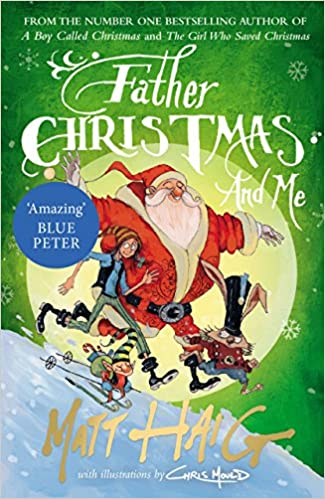 FROM THE NUMBER ONE BESTSELLING AUTHOR OF
A Boy Called Christmas and The Girl Who Saved Christmas
Father
CHRISTMAS
And Me
'Amazing'
BLUE
PETER
MATT HAIG
with illustrations by CHRIS MOULD